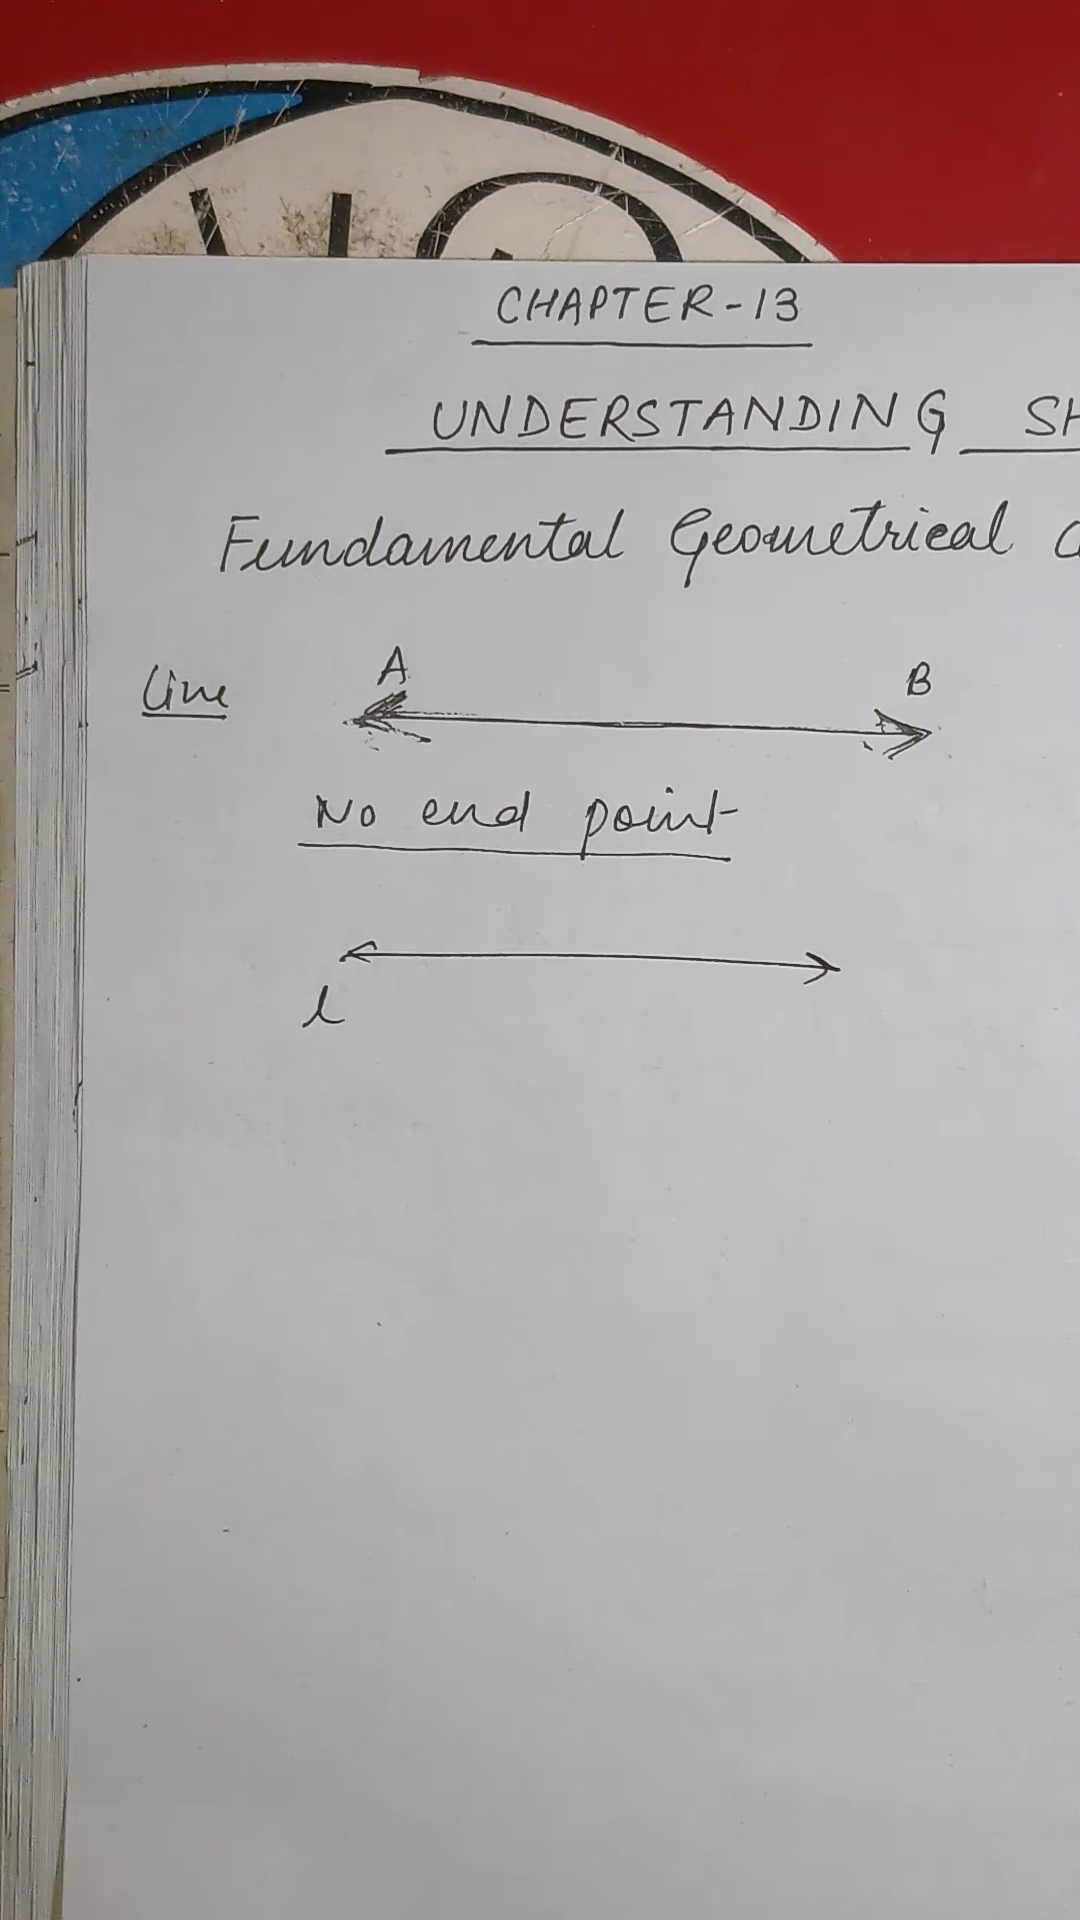 CHAPTER-13
UNDERSTANDING
Fundamental Geometrical
Line
A B
No end point
l